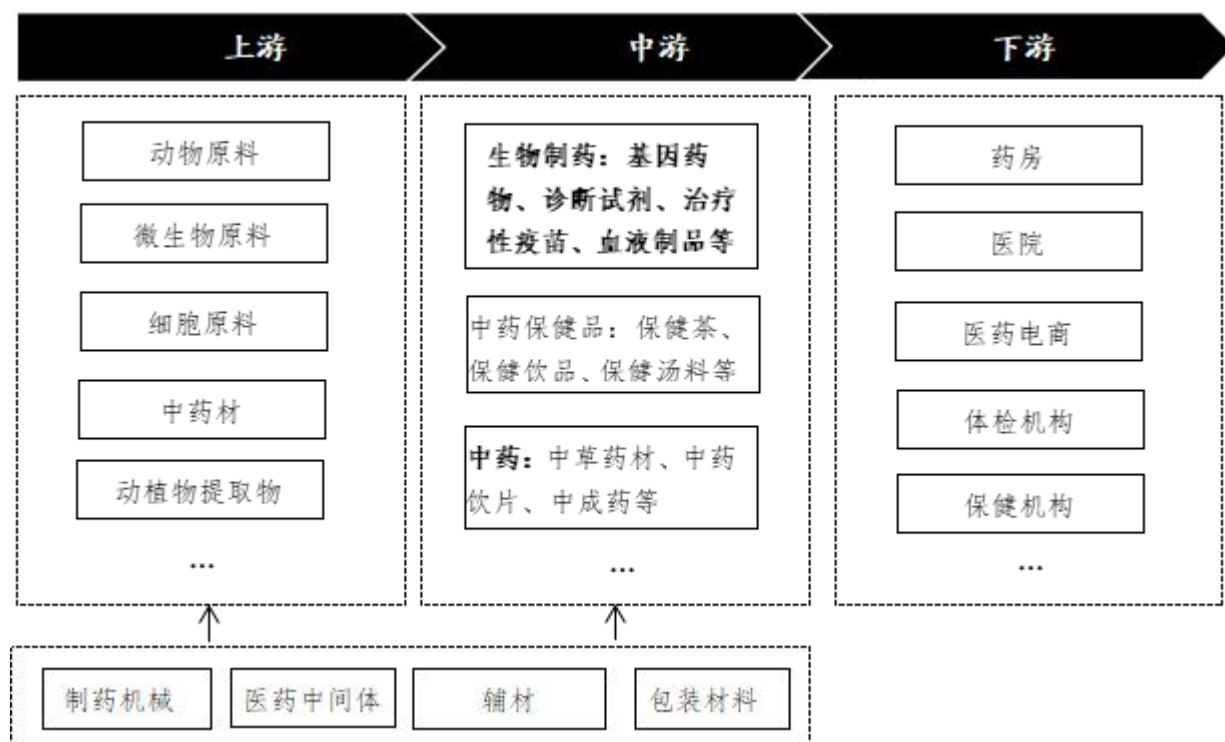 上游
中游
下游
动物原料
微生物原料
细胞原料
中药材
动植物提取物
...
生物制药：基因药
物、诊断试剂、治疗
性疫苗、血液制品等
中药保健品：保健茶、
保健饮品、保健汤料等
中药：中草药材、中药
饮片、中成药等
...
药房
医院
医药电商
体检机构
保健机构
...
制药机械
医药中间体
辅材
包装材料